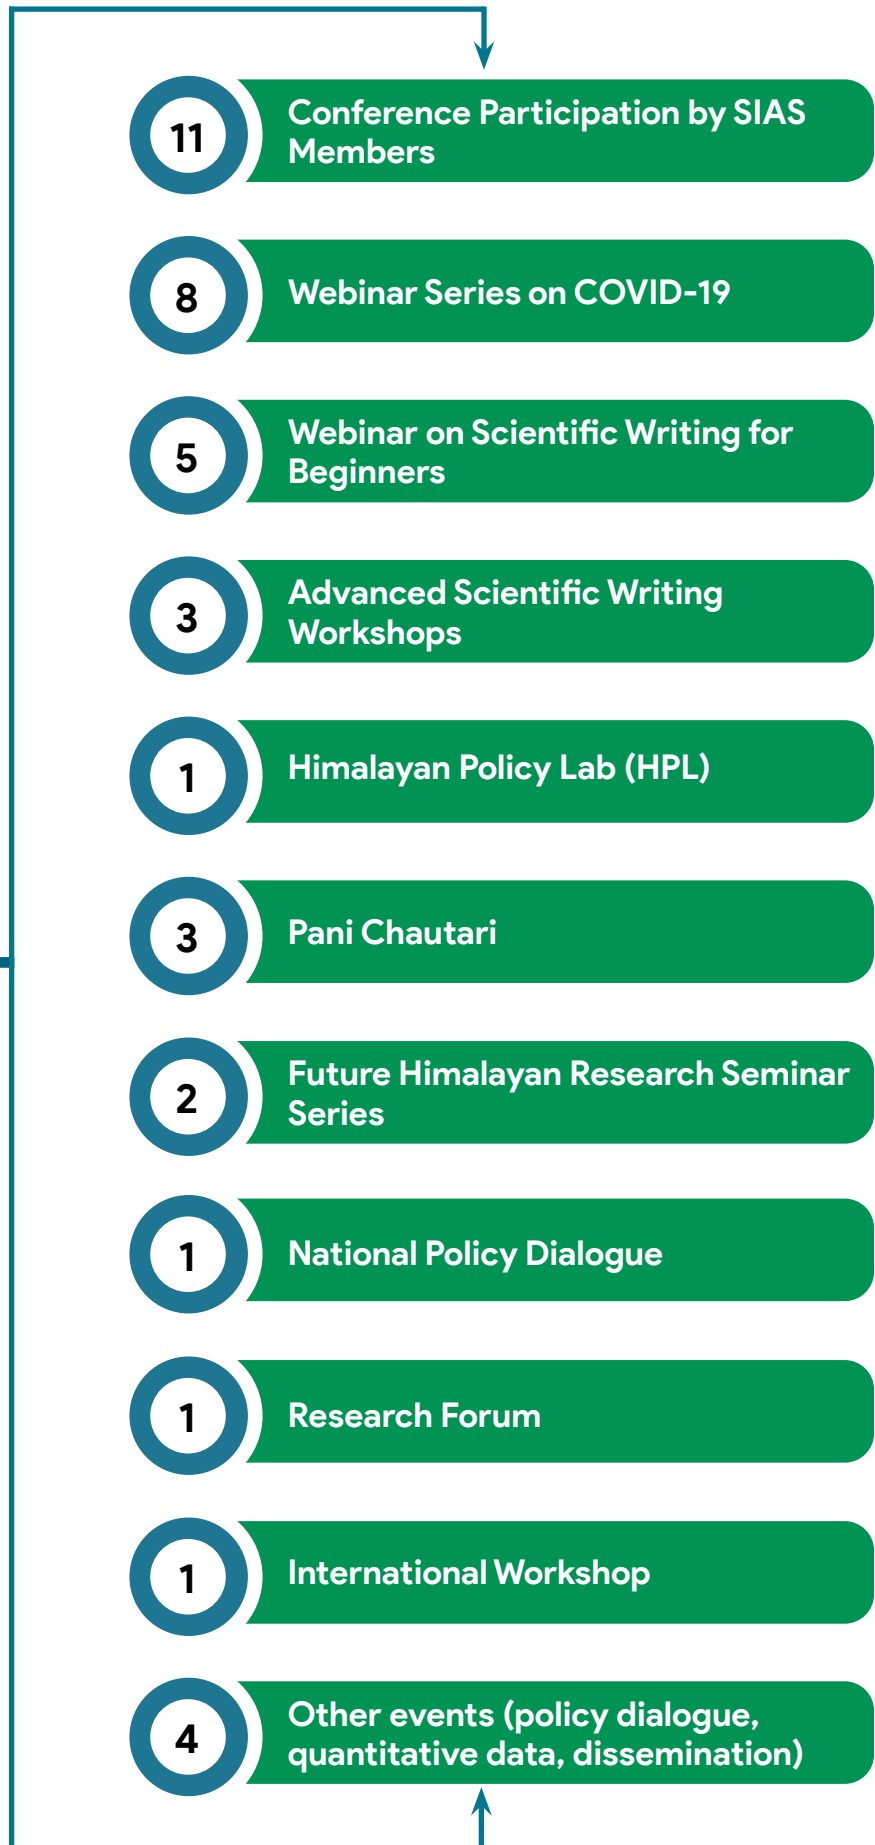 11
Conference Participation by SIAS
Members
8
Webinar Series on COVID-19
5
Webinar on Scientific Writing for
Beginners
3
Advanced Scientific Writing
Workshops
1
Himalayan Policy Lab (HPL)
3
Pani Chautari
2
Future Himalayan Research Seminar
Series
1
National Policy Dialogue
1
Research Forum
1
International Workshop
4
Other events (policy dialogue,
quantitative data, dissemination)